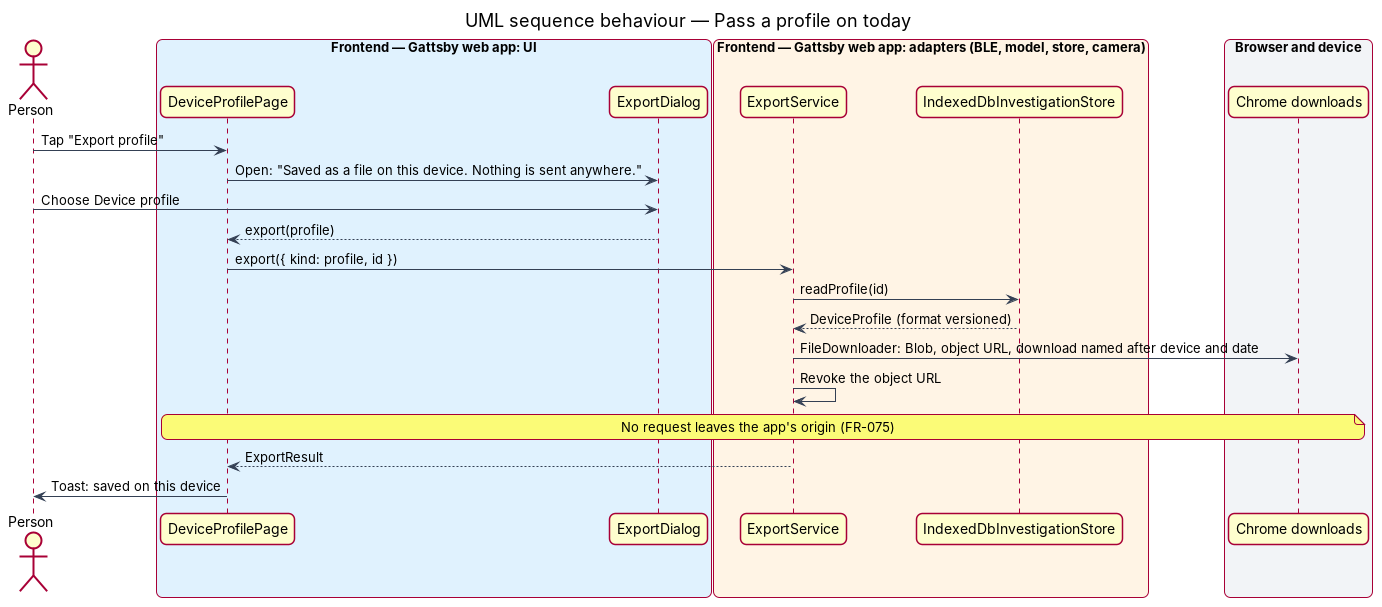 UML sequence behaviour — Pass a profile on today
Frontend — Gattsby web app: UI
Frontend — Gattsby web app: adapters (BLE, model, store, camera)
Browser and device
Person
DeviceProfilePage
ExportDialog
ExportService
IndexedDbInvestigationStore
Chrome downloads
Tap "Export profile"
Open: "Saved as a file on this device. Nothing is sent anywhere."
Choose Device profile
export(profile)
export({ kind: profile, id })
readProfile(id)
DeviceProfile (format versioned)
FileDownloader: Blob, object URL, download named after device and date
Revoke the object URL
No request leaves the app's origin (FR-075)
ExportResult
Toast: saved on this device
Person
DeviceProfilePage
ExportDialog
ExportService
IndexedDbInvestigationStore
Chrome downloads